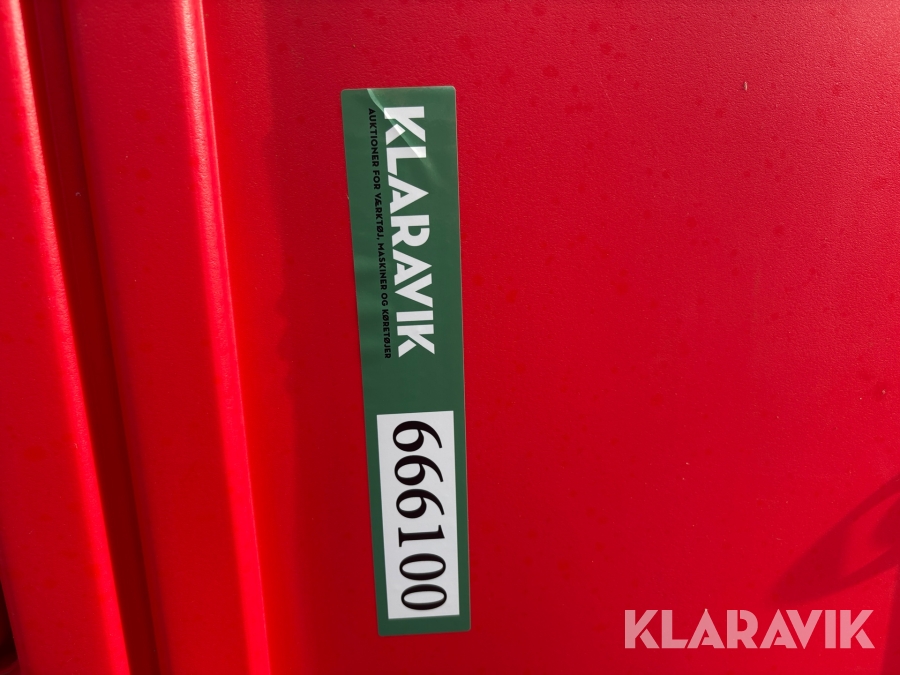 KLARAVIK
AUKTIONER FOR VÆRKTØJ, MASKINER OG KØRETØJER
666100
KLARAVIK